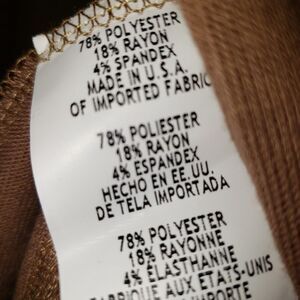 78% POLYESTER
18% RAYON
4% SPANDEX
MADE IN U.S.A.
OF IMPORTED FABRIC
78% POLIESTER
18% RAYON
4% ESPANDEX
HECHO EN EE.UU.
DE TELA IMPORTADA
78% POLYESTER
18% RAYONNE
4% ELASTHANNE
FABRIQUE AUX ETATS-UNIS